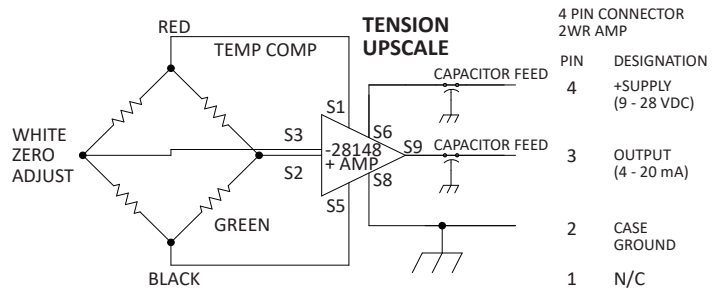 RED
TEMP COMP
TENSION
UPSCALE
4 PIN CONNECTOR
2WR AMP
PIN DESIGNATION
CAPACITOR FEED
4 +SUPPLY
(9 - 28 VDC)
S1
S6
S3
WHITE
ZERO
ADJUST
-28148
+ AMP
S9 CAPACITOR FEED
3 OUTPUT
(4 - 20 mA)
S2
S8
S5
GREEN
2 CASE
GROUND
BLACK
1 N/C